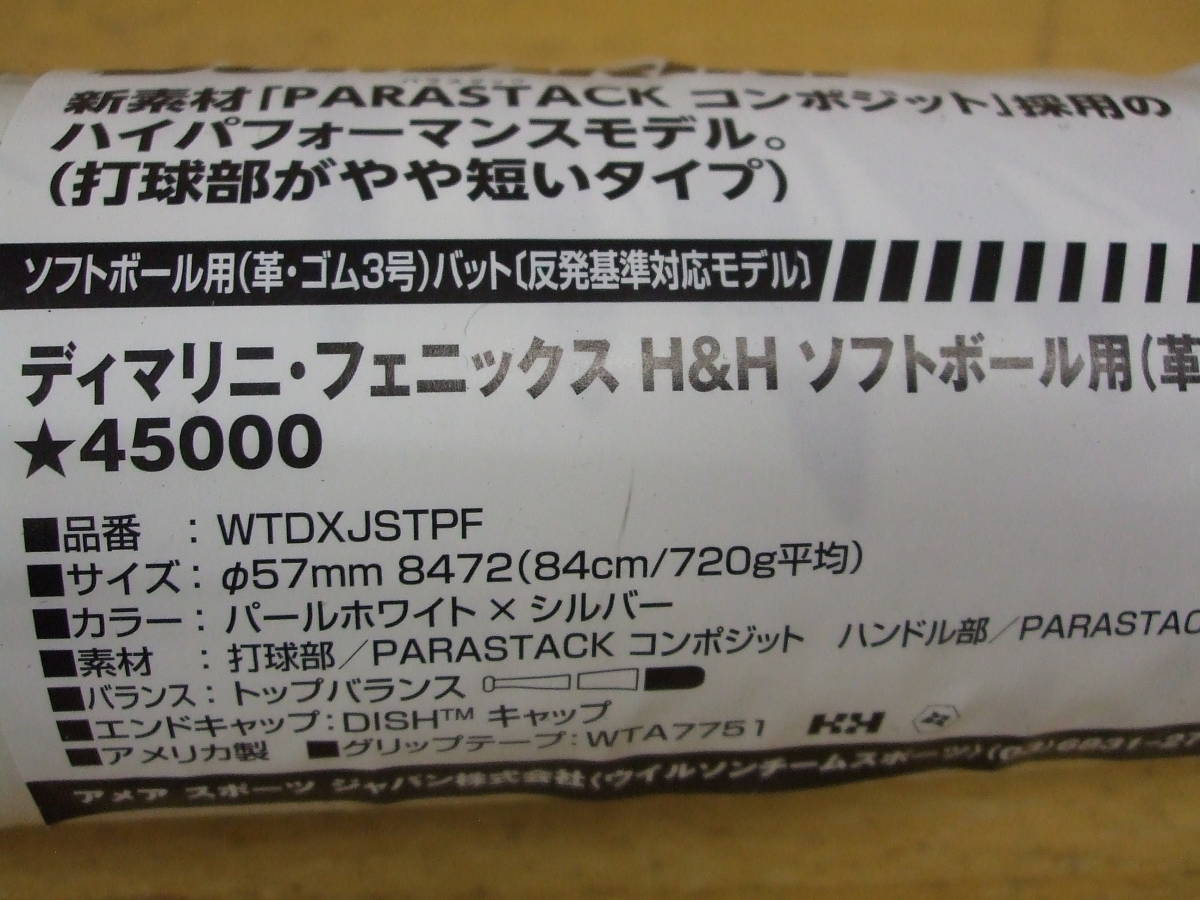 パラスタック
新素材「PARASTACK コンポジット」採用の
ハイパフォーマンスモデル。
(打球部がやや短いタイプ)
ソフトボール用(革・ゴム3号)バット〔反発基準対応モデル〕
ディマリニ・フェニックス H&H ソフトボール用(革
★45000
■品番 : WTDXJSTPF
■サイズ : φ57mm 8472(84cm/720g平均)
■カラー : パールホワイト×シルバー
■素材 : 打球部/PARASTACK コンポジット ハンドル部/PARASTAC
■バランス : トップバランス
■エンドキャップ : DISH™ キャップ
■アメリカ製 ■グリップテープ : WTA7751
アメア スポーツ ジャパン株式会社(ウイルソンチームスポーツ)(03)6831-27